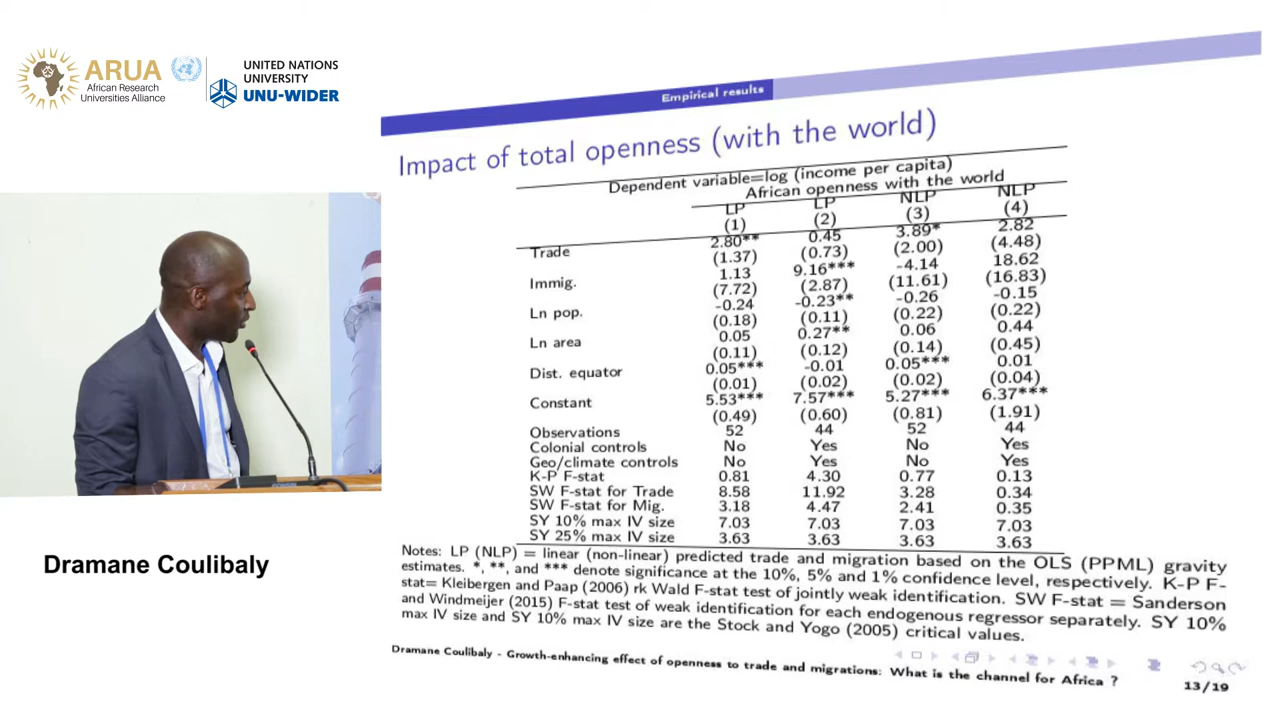 ARUA
African Research
Universities Alliance
UNITED NATIONS
UNIVERSITY
UNU-WIDER
Empirical results
Impact of total openness (with the world)
Dependent variable=log (income per capita)
African openness with the world
LP LP NLP NLP
(1) (2) (3) (4)
Trade 2.80** 0.45 3.89* 2.82
(1.37) (0.73) (2.00) (4.48)
Immig. 1.13 9.16*** -4.14 18.62
(7.72) (2.87) (11.61) (16.83)
Ln pop. -0.24 -0.23** -0.26 -0.15
(0.18) (0.11) (0.22) (0.22)
Ln area 0.05 0.27** 0.06 0.44
(0.11) (0.12) (0.14) (0.45)
Dist. equator 0.05*** -0.01 0.05*** 0.01
(0.01) (0.02) (0.02) (0.04)
Constant 5.53*** 7.57*** 5.27*** 6.37***
(0.49) (0.60) (0.81) (1.91)
Observations 52 44 52 44
Colonial controls No Yes No Yes
Geo/climate controls No Yes No Yes
K-P F-stat 0.81 4.30 0.77 0.13
SW F-stat for Trade 8.58 11.92 3.28 0.34
SW F-stat for Mig. 3.18 4.47 2.41 0.35
SY 10% max IV size 7.03 7.03 7.03 7.03
SY 25% max IV size 3.63 3.63 3.63 3.63
Notes: LP (NLP) = linear (non-linear) predicted trade and migration based on the OLS (PPML) gravity
estimates. *, **, and *** denote significance at the 10%, 5% and 1% confidence level, respectively. K-P F-
stat= Kleibergen and Paap (2006) rk Wald F-stat test of jointly weak identification. SW F-stat = Sanderson
and Windmeijer (2015) F-stat test of weak identification for each endogenous regressor separately. SY 10%
max IV size and SY 10% max IV size are the Stock and Yogo (2005) critical values.
Dramane Coulibaly - Growth-enhancing effect of openness to trade and migrations: What is the channel for Africa ?
13/19
Dramane Coulibaly